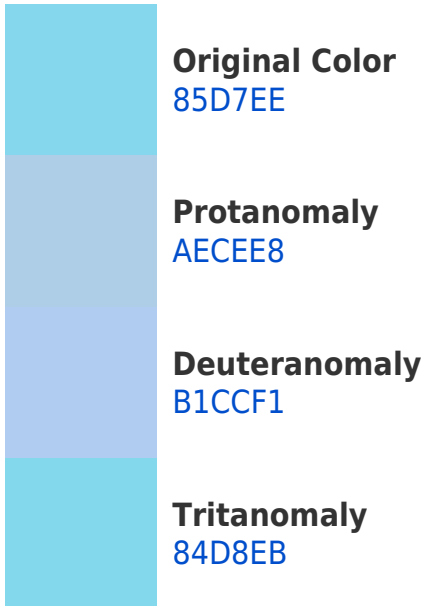 Original Color
85D7EE
Protanomaly
AECEE8
Deuteranomaly
B1CCF1
Tritanomaly
84D8EB